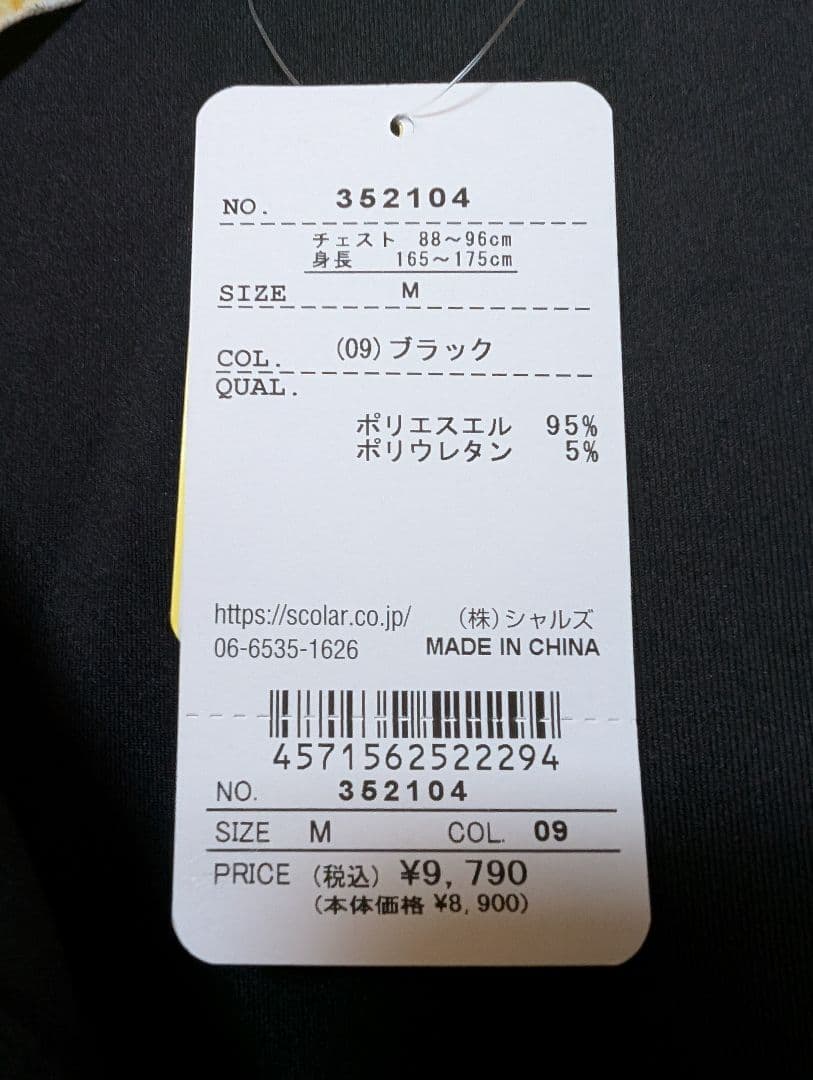 NO. 352104
チェスト 88～96cm
身長 165～175cm
SIZE M
COL. (09)ブラック
QUAL.
ポリエスエル 95%
ポリウレタン 5%
https://scolar.co.jp/ (株)シャルズ
06-6535-1626 MADE IN CHINA
4571562522294
NO. 352104
SIZE M COL. 09
PRICE (税込) ¥9,790
(本体価格 ¥8,900)